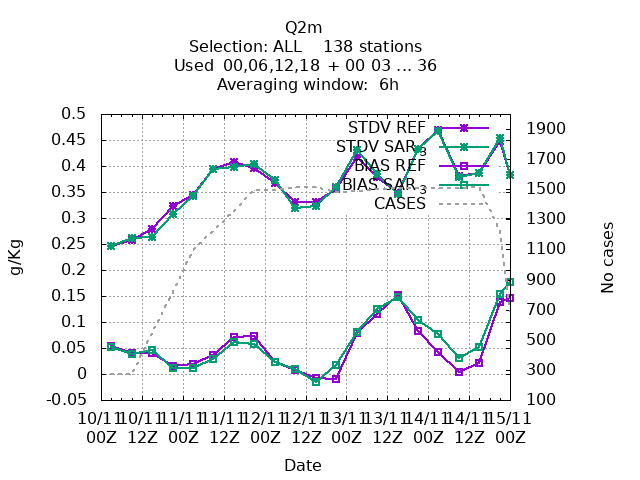 Q2m
Selection: ALL    138 stations
Used  00,06,12,18  + 00 03 ... 36
Averaging window:  6h
STDV REF
STDV SAR_3
BIAS REF
BIAS SAR_3
CASES
0.5
0.45
0.4
0.35
0.3
0.25
0.2
0.15
0.1
0.05
0
-0.05
g/Kg
1900
1700
1500
1300
1100
900
700
500
300
100
No cases
10/11 10/11 11/11 11/11 12/11 12/11 13/11 13/11 14/11 14/11 15/11
00Z 12Z 00Z 12Z 00Z 12Z 00Z 12Z 00Z 12Z 00Z
Date